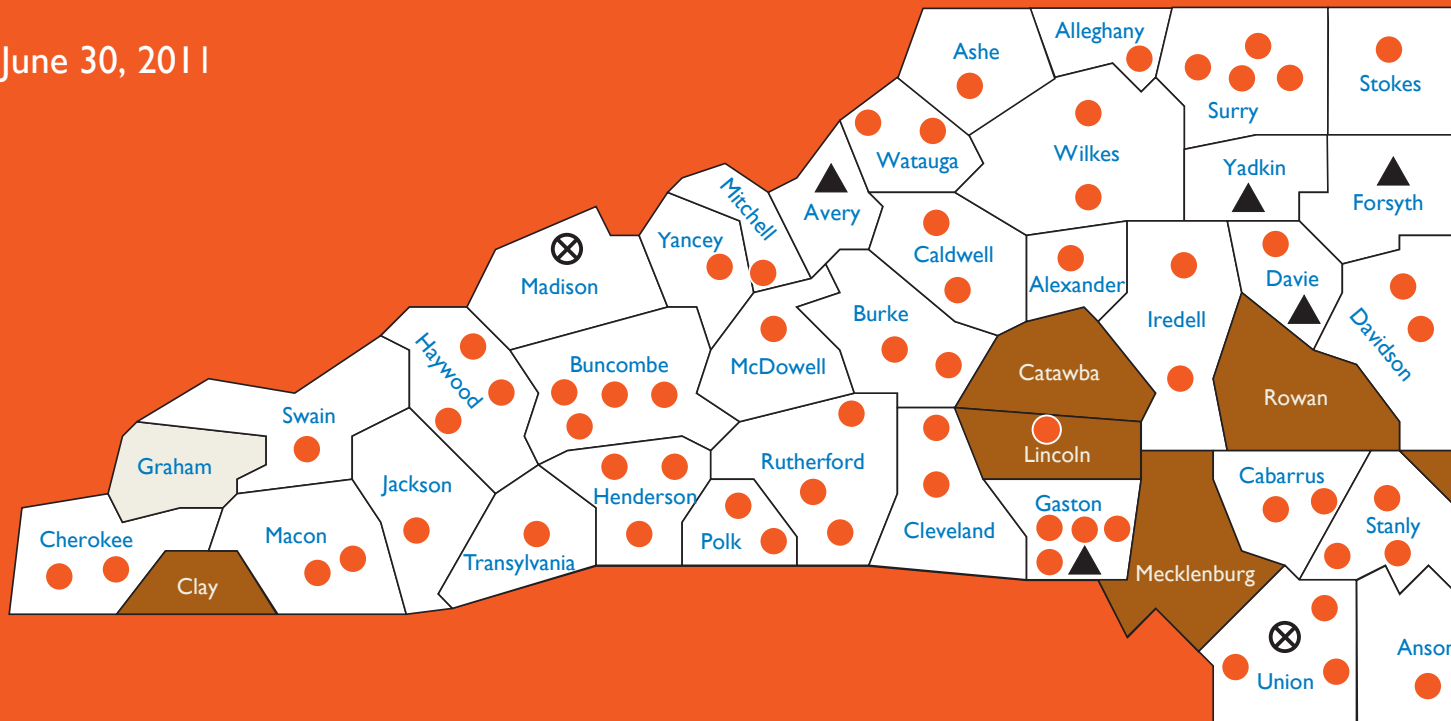 June 30, 2011
Alleghany
Ashe
Stokes
Surry
Watauga
Wilkes
Yadkin
Mitchell
Avery
Forsyth
Yancey
Caldwell
Madison
Alexander
Davie
Burke
Iredell
Davidson
Haywood
Buncombe
McDowell
Catawba
Rowan
Swain
Lincoln
Graham
Rutherford
Jackson
Henderson
Cabarrus
Gaston
Stanly
Cherokee
Macon
Polk
Cleveland
Transylvania
Mecklenburg
Clay
Anson
Union